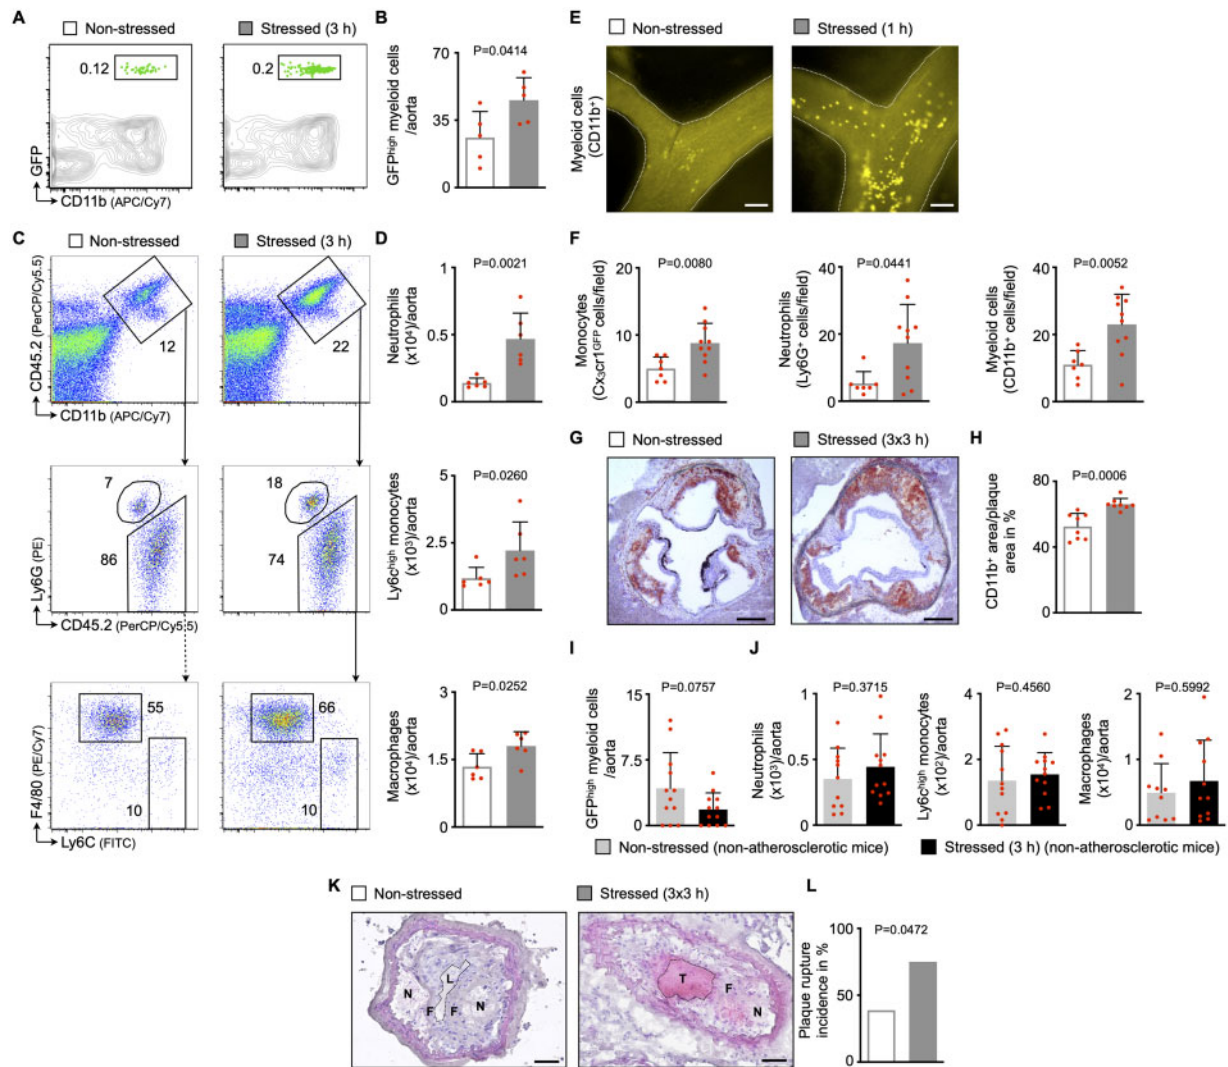 A
Non-stressed
Stressed (3 h)
0.12
0.2
GFP
CD11b (APC/Cy7)
B
P=0.0414
GFPhigh myeloid cells
/aorta
70
35
0
E
Non-stressed
Stressed (1 h)
Myeloid cells
(CD11b+)
C
Non-stressed
Stressed (3 h)
12
22
CD45.2 (PerCP/Cy5.5)
CD11b (APC/Cy7)
7
18
86
74
Ly6G (PE)
CD45.2 (PerCP/Cy5.5)
55
66
10
10
F4/80 (PE/Cy7)
Ly6C (FITC)
D
P=0.0021
Neutrophils
(x10⁴)/aorta
1
0.5
0
P=0.0260
Ly6chigh monocytes
(x10³)/aorta
5
2.5
0
P=0.0252
Macrophages
(x10⁴)/aorta
3
1.5
0
F
P=0.0080
Monocytes
(Cx3cr1GFP cells/field)
20
10
0
P=0.0441
Neutrophils
(Ly6G+ cells/field)
40
20
0
P=0.0052
Myeloid cells
(CD11b+ cells/field)
40
20
0
G
Non-stressed
Stressed (3x3 h)
H
P=0.0006
CD11b+ area/plaque
area in %
80
40
0
I
P=0.0757
GFPhigh myeloid cells
/aorta
15
7.5
0
J
P=0.3715
Neutrophils
(x10³)/aorta
1
0.5
0
P=0.4560
Ly6chigh monocytes
(x10²)/aorta
4
2
0
P=0.5992
Macrophages
(x10⁴)/aorta
2
1
0
Non-stressed (non-atherosclerotic mice)
Stressed (3 h) (non-atherosclerotic mice)
K
Non-stressed
Stressed (3x3 h)
L
N
F
F
N
T
F
N
L
P=0.0472
Plaque rupture
incidence in %
100
50
0